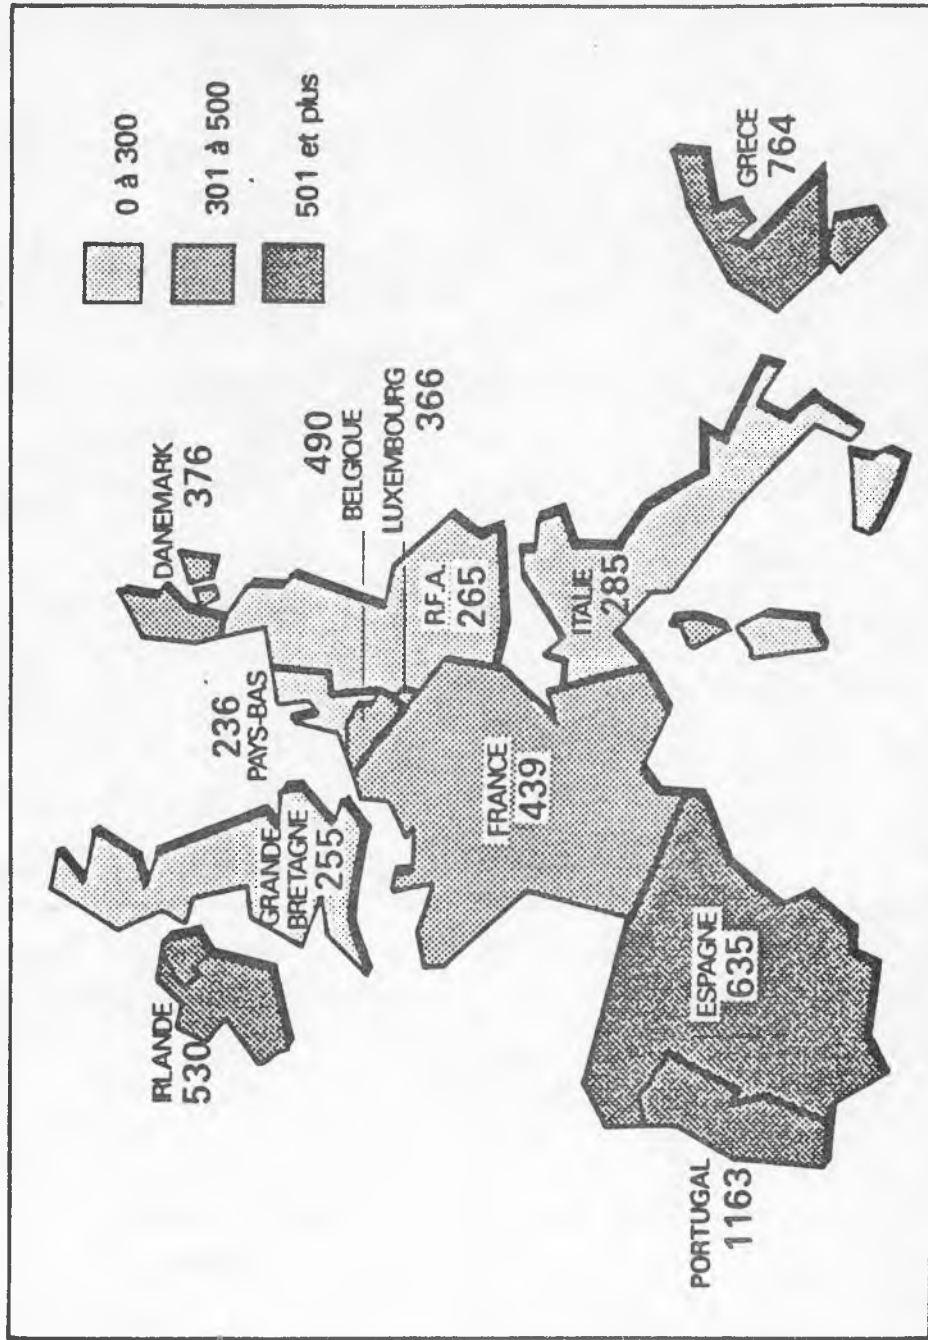 0 à 300
301 à 500
501 et plus
DANEMARK
376
490
BELGIQUE
LUXEMBOURG
366
236
PAYS-BAS
R.F.A.
265
IRLANDE
530
GRANDE
BRETAGNE
255
FRANCE
439
ITALIE
285
GRECE
764
ESPAGNE
635
PORTUGAL
1163